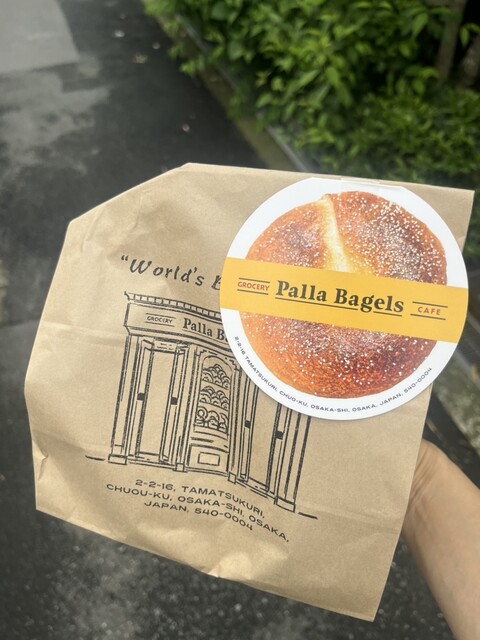 "World's
GROCERY
Palla B
GROCERY
Palla Bagels
CAFE
2-2-16 TAMATSUKURI, CHUO-KU, OSAKA-SHI, OSAKA, JAPAN, 540-0004
2-2-16, TAMATSUKURI,
CHUOU-KU, OSAKA-SHI, OSAKA,
JAPAN. 540-0004